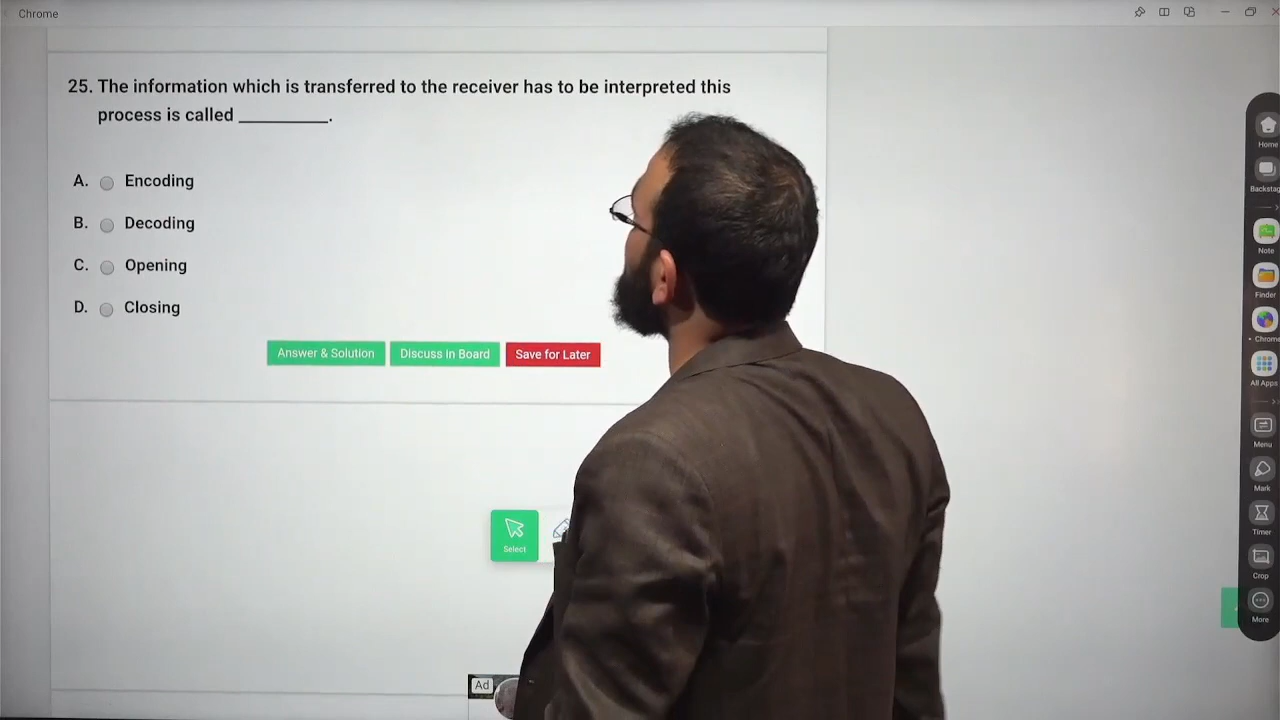 Chrome
25. The information which is transferred to the receiver has to be interpreted this
process is called ________.
A. Encoding
B. Decoding
C. Opening
D. Closing
Answer & Solution
Discuss in Board
Save for Later
Select
Ad
Home
Backstag
Note
Finder
Chrome
All Apps
Menu
Mark
Timer
Crop
More